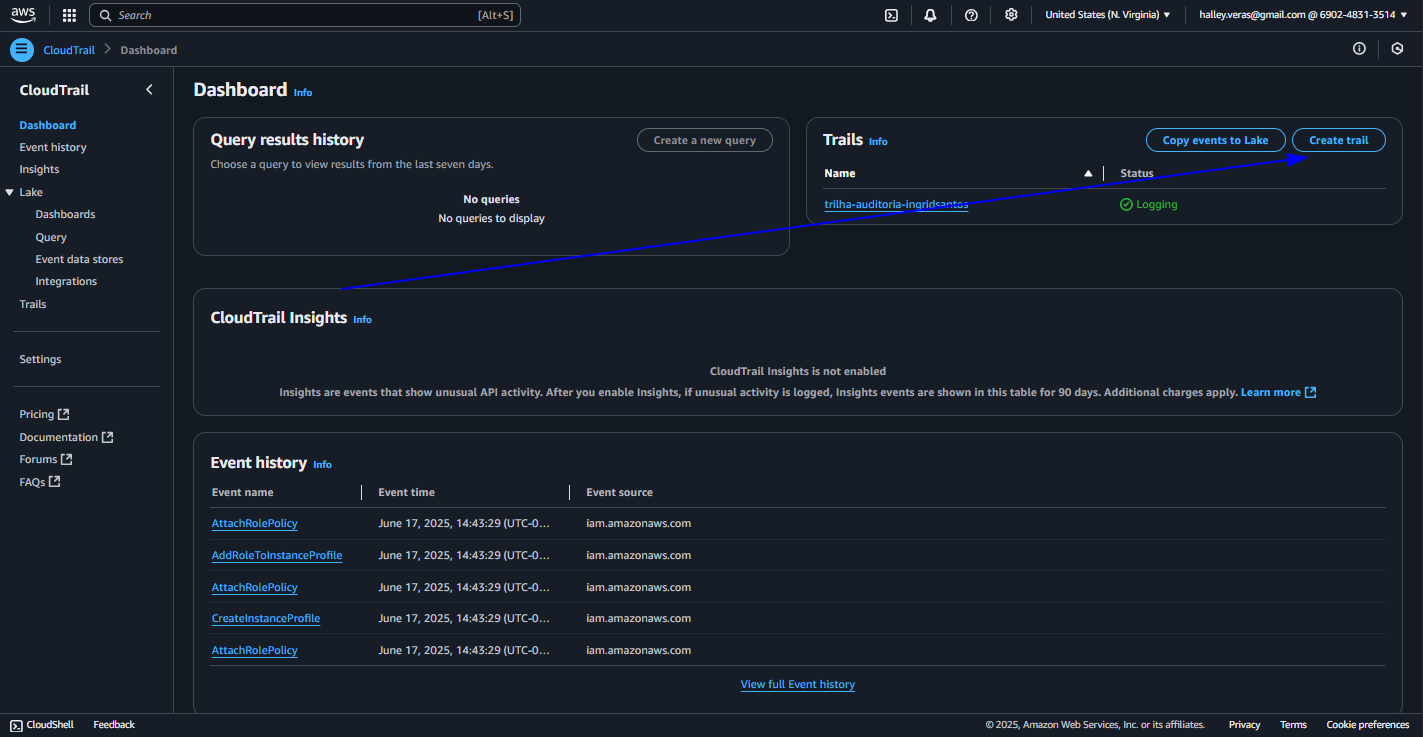 aws
Search [Alt+S] United States (N. Virginia) halley.veras@gmail.com @ 6902-4831-3514
CloudTrail Dashboard
CloudTrail
Dashboard
Event history
Insights
Lake
Dashboards
Query
Event data stores
Integrations
Trails
Settings
Pricing
Documentation
Forums
FAQs
Dashboard Info
Query results history
Create a new query
Choose a query to view results from the last seven days.
No queries
No queries to display
Trails Info
Copy events to Lake
Create trail
Name Status
trilha-auditoria-ingridsantos Logging
CloudTrail Insights Info
CloudTrail Insights is not enabled
Insights are events that show unusual API activity. After you enable Insights, if unusual activity is logged, Insights events are shown in this table for 90 days. Additional charges apply. Learn more
Event history Info
Event name Event time Event source
AttachRolePolicy June 17, 2025, 14:43:29 (UTC-0... iam.amazonaws.com
AddRoleToInstanceProfile June 17, 2025, 14:43:29 (UTC-0... iam.amazonaws.com
AttachRolePolicy June 17, 2025, 14:43:29 (UTC-0... iam.amazonaws.com
CreateInstanceProfile June 17, 2025, 14:43:29 (UTC-0... iam.amazonaws.com
AttachRolePolicy June 17, 2025, 14:43:29 (UTC-0... iam.amazonaws.com
View full Event history
CloudShell Feedback © 2025, Amazon Web Services, Inc. or its affiliates. Privacy Terms Cookie preferences